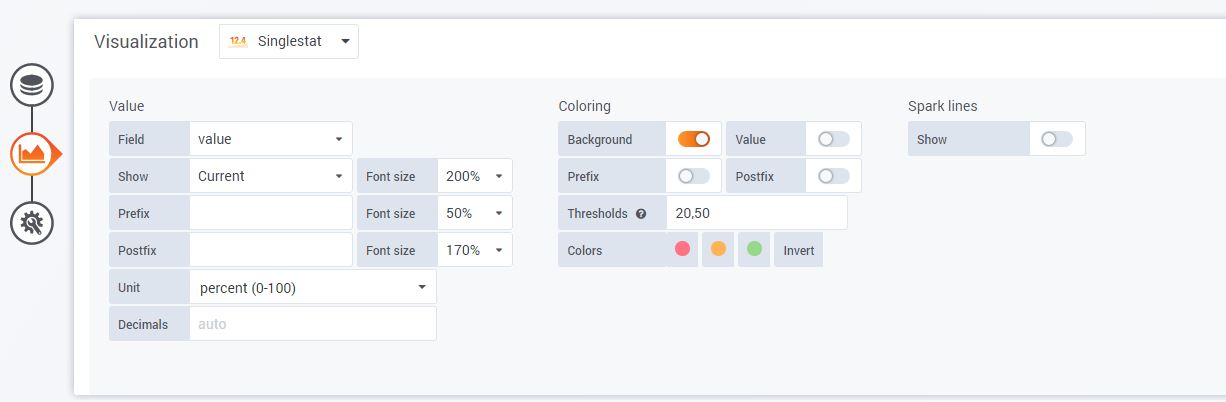 Visualization 12.4 Singlestat
Value
Field value
Show Current Font size 200%
Prefix Font size 50%
Postfix Font size 170%
Unit percent (0-100)
Decimals auto
Coloring
Background Value
Prefix Postfix
Thresholds ? 20,50
Colors Invert
Spark lines
Show